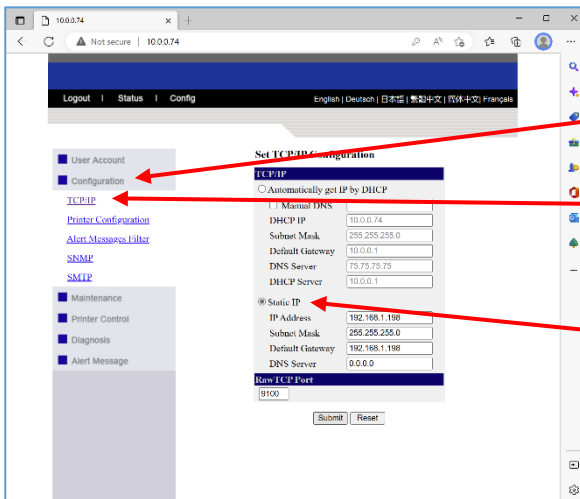 10.0.0.74
Not secure | 10.0.0.74
Logout | Status | Config
English | Deutsch | 日本語 | 繁體中文 | 简体中文| Français
User Account
Configuration
TCP/IP
Printer Configuration
Alert Messages Filter
SNMP
SMTP
Maintenance
Printer Control
Diagnosis
Alert Message
Set TCP/IP Configuration
TCP/IP
Automatically get IP by DHCP
Manual DNS
DHCP IP 10.0.0.74
Subnet Mask 255.255.255.0
Default Gateway 10.0.0.1
DNS Server 75.75.75.75
DHCP Server 10.0.0.1
Static IP
IP Address 192.168.1.198
Subnet Mask 255.255.255.0
Default Gateway 192.168.1.198
DNS Server 0.0.0.0
RawTCP Port
9100
Submit Reset